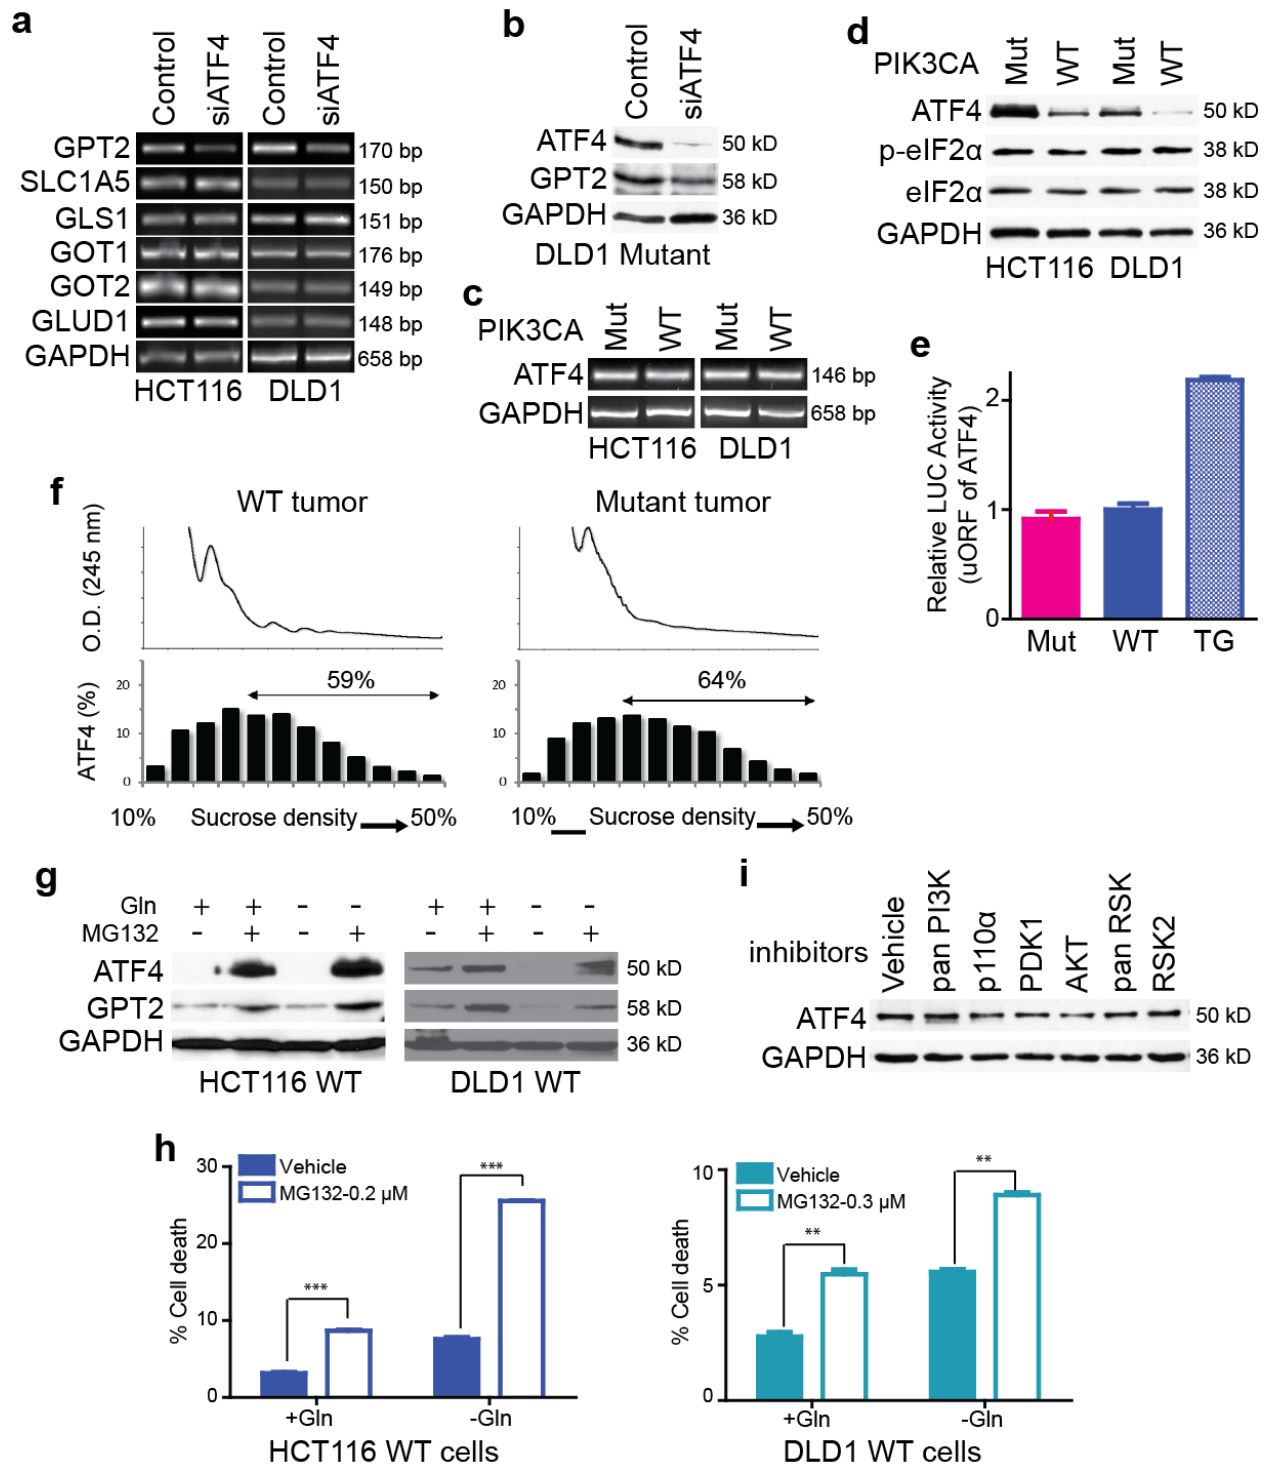 a
Control
siATF4
Control
siATF4
GPT2
170 bp
SLC1A5
150 bp
GLS1
151 bp
GOT1
176 bp
GOT2
149 bp
GLUD1
148 bp
GAPDH
658 bp
HCT116 DLD1
b
Control
siATF4
ATF4
50 kD
GPT2
58 kD
GAPDH
36 kD
DLD1 Mutant
c
PIK3CA
Mut
WT
Mut
WT
ATF4
146 bp
GAPDH
658 bp
HCT116 DLD1
d
PIK3CA
Mut
WT
Mut
WT
ATF4
50 kD
p-eIF2α
38 kD
eIF2α
38 kD
GAPDH
36 kD
HCT116 DLD1
e
Relative LUC Activity
(uORF of ATF4)
2
1
0
Mut WT TG
f
WT tumor
Mutant tumor
O.D. (245 nm)
ATF4 (%)
20
10
0
59%
20
10
0
64%
10% Sucrose density 50%
10% Sucrose density 50%
g
Gln + + - -
+ + - -
MG132 - + - +
- + - +
ATF4
50 kD
GPT2
58 kD
GAPDH
36 kD
HCT116 WT
DLD1 WT
i
inhibitors
Vehicle
pan PI3K
p110α
PDK1
AKT
pan RSK
RSK2
ATF4
50 kD
GAPDH
36 kD
h
% Cell death
30
20
10
0
Vehicle
MG132-0.2 µM
***
***
+Gln -Gln
HCT116 WT cells
% Cell death
10
5
0
Vehicle
MG132-0.3 µM
**
**
+Gln -Gln
DLD1 WT cells